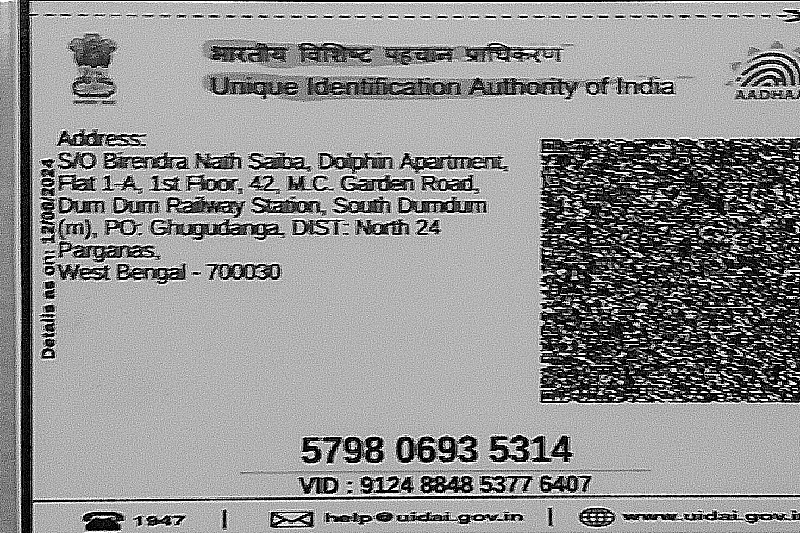 भारतीय विशिष्ट पहचान प्राधिकरण
Unique Identification Authority of India
AADHAA
Address:
S/O Birendra Nath Saiba, Dolphin Apartment,
Flat 1-A, 1st Floor, 42, M.C. Garden Road,
Dum Dum Railway Station, South Dumdum
(m), PO: Ghugudanga, DIST: North 24
Parganas,
West Bengal - 700030
Details as on: 12/08/2024
5798 0693 5314
VID : 9124 8848 5377 6407
1947 | help@uidai.gov.in | www.uidai.gov.in